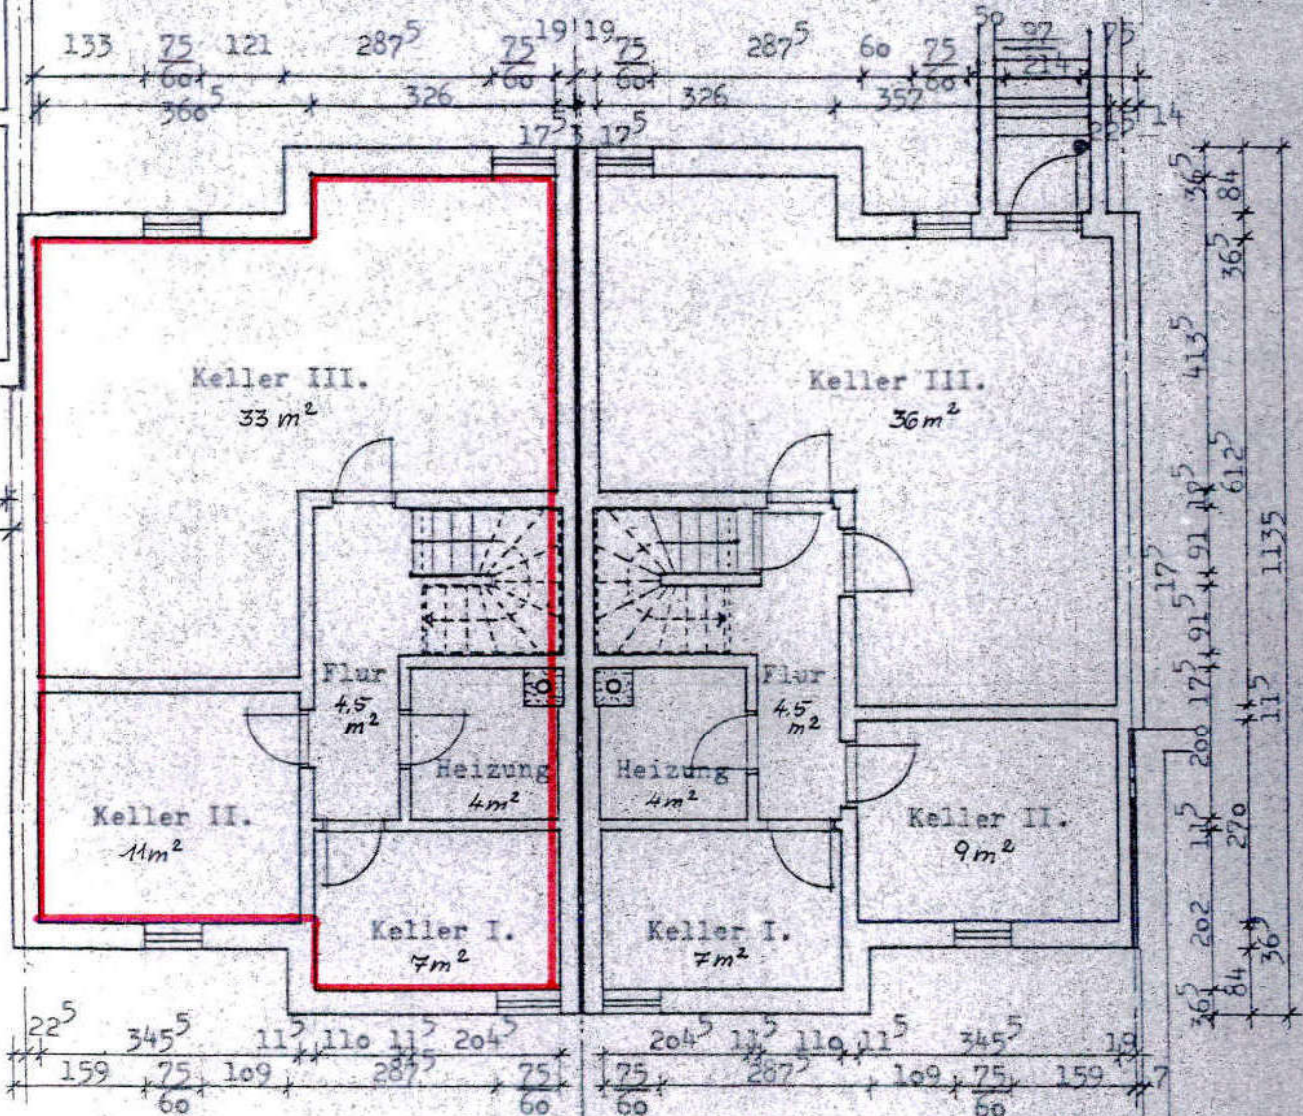 133 75/60 121 287⁵ 75/60 19 19 75/60 287⁵ 60 75/60 50 97 75
214
360⁵ 326 326 357 14
17⁵ 3 17⁵
36⁵ 84
36⁵
Keller III. Keller III.
33 m² 36 m²
413⁵
612⁵
11⁵
91
1135
17⁵
91⁵
Flur Flur
4,5 4,5
m² m²
17⁵
11⁵
200
Heizung Heizung
4 m² 4 m²
Keller II. Keller II.
11 m² 9 m²
11⁵ 270
Keller I. Keller I.
7 m² 7 m²
202
36⁵
36⁵ 84
22⁵ 345⁵ 11⁵ 110 11⁵ 204⁵ 204⁵ 11⁵ 110 11⁵ 345⁵ 19
159 75/60 109 287⁵ 75/60 75/60 287⁵ 109 75/60 159 7